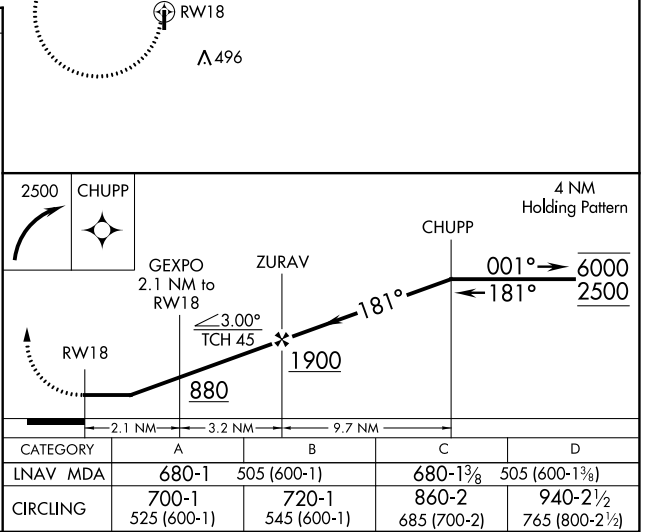 RW18
496
2500 CHUPP
4 NM
Holding Pattern
CHUPP
GEXPO
2.1 NM to
RW18
ZURAV
001° 6000
181° 2500
181°
3.00°
TCH 45
1900
RW18
880
2.1 NM 3.2 NM 9.7 NM
CATEGORY A B C D
LNAV MDA 680-1 505 (600-1) 680-1⅜ 505 (600-1⅜)
CIRCLING 700-1 720-1 860-2 940-2½
525 (600-1) 545 (600-1) 685 (700-2) 765 (800-2½)